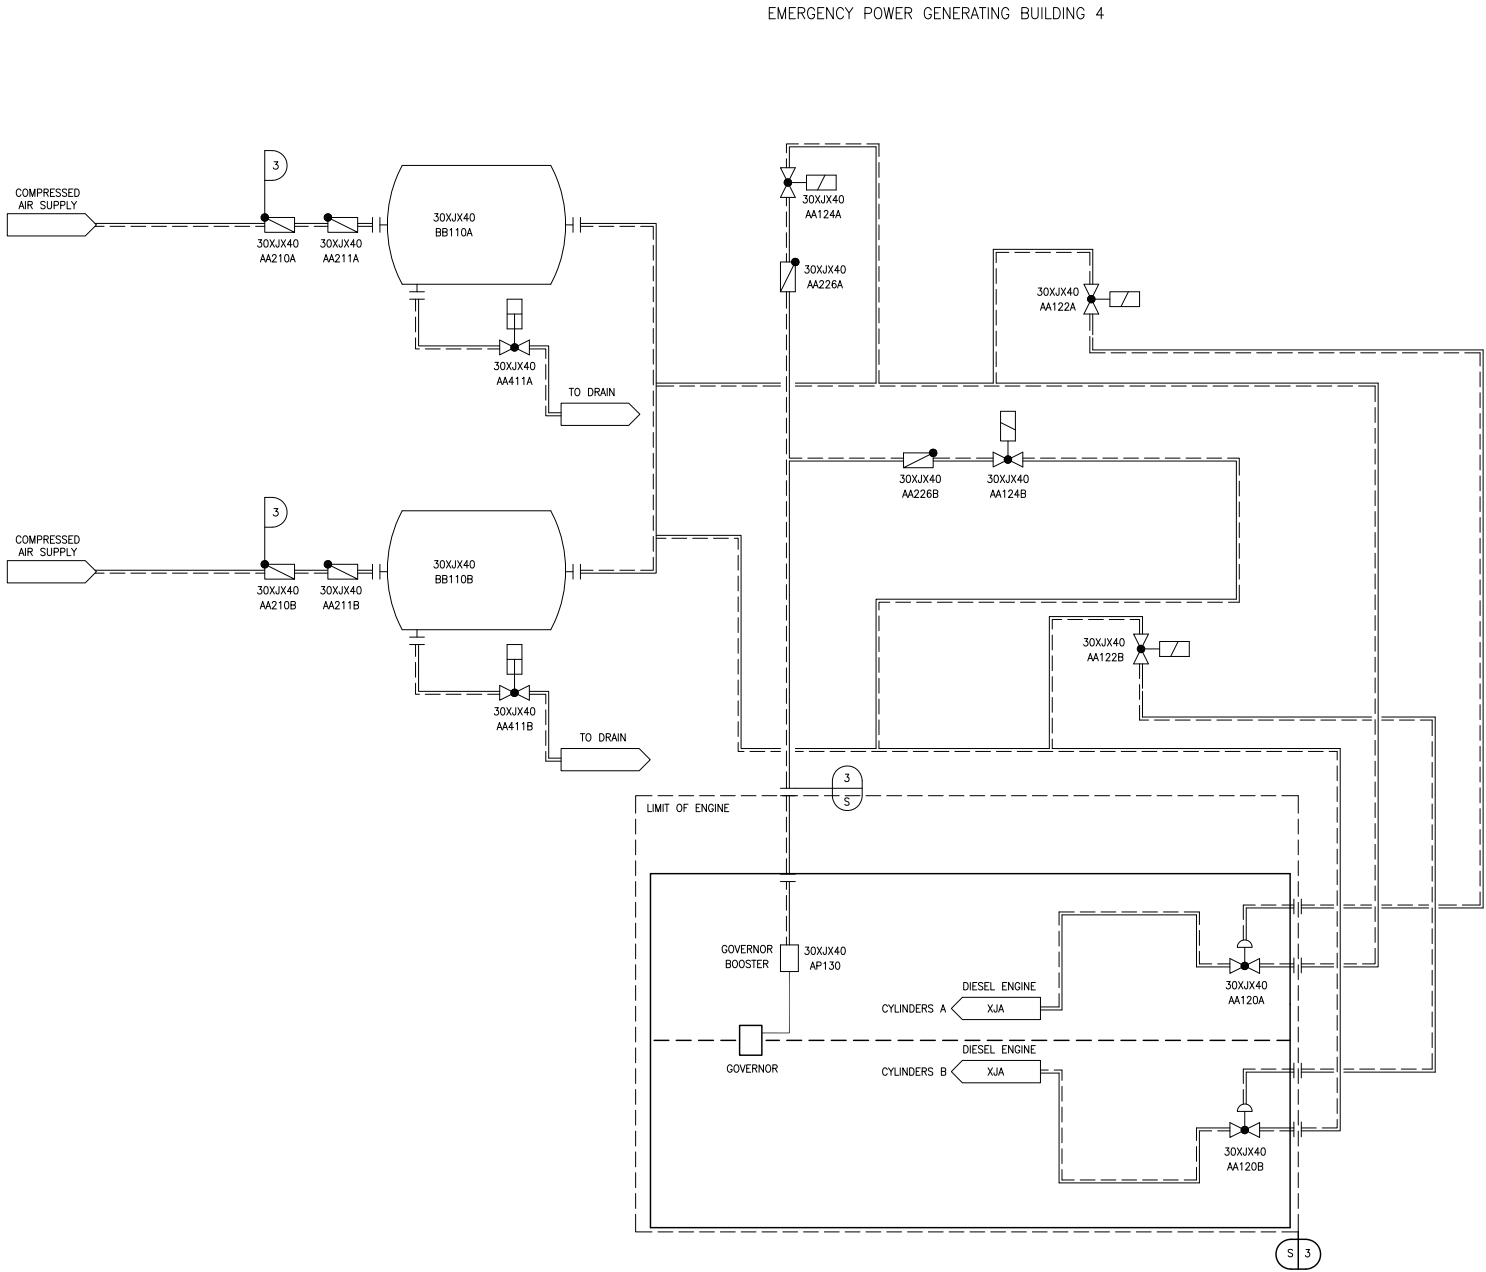 EMERGENCY POWER GENERATING BUILDING 4
3
COMPRESSED
AIR SUPPLY
30XJX40
AA210A
30XJX40
AA211A
30XJX40
BB110A
30XJX40
AA411A
TO DRAIN
30XJX40
AA124A
30XJX40
AA226A
30XJX40
AA122A
30XJX40
AA226B
30XJX40
AA124B
3
COMPRESSED
AIR SUPPLY
30XJX40
AA210B
30XJX40
AA211B
30XJX40
BB110B
30XJX40
AA411B
TO DRAIN
30XJX40
AA122B
3
S
LIMIT OF ENGINE
GOVERNOR
BOOSTER
30XJX40
AP130
DIESEL ENGINE
CYLINDERS A
XJA
30XJX40
AA120A
GOVERNOR
DIESEL ENGINE
CYLINDERS B
XJA
30XJX40
AA120B
S 3